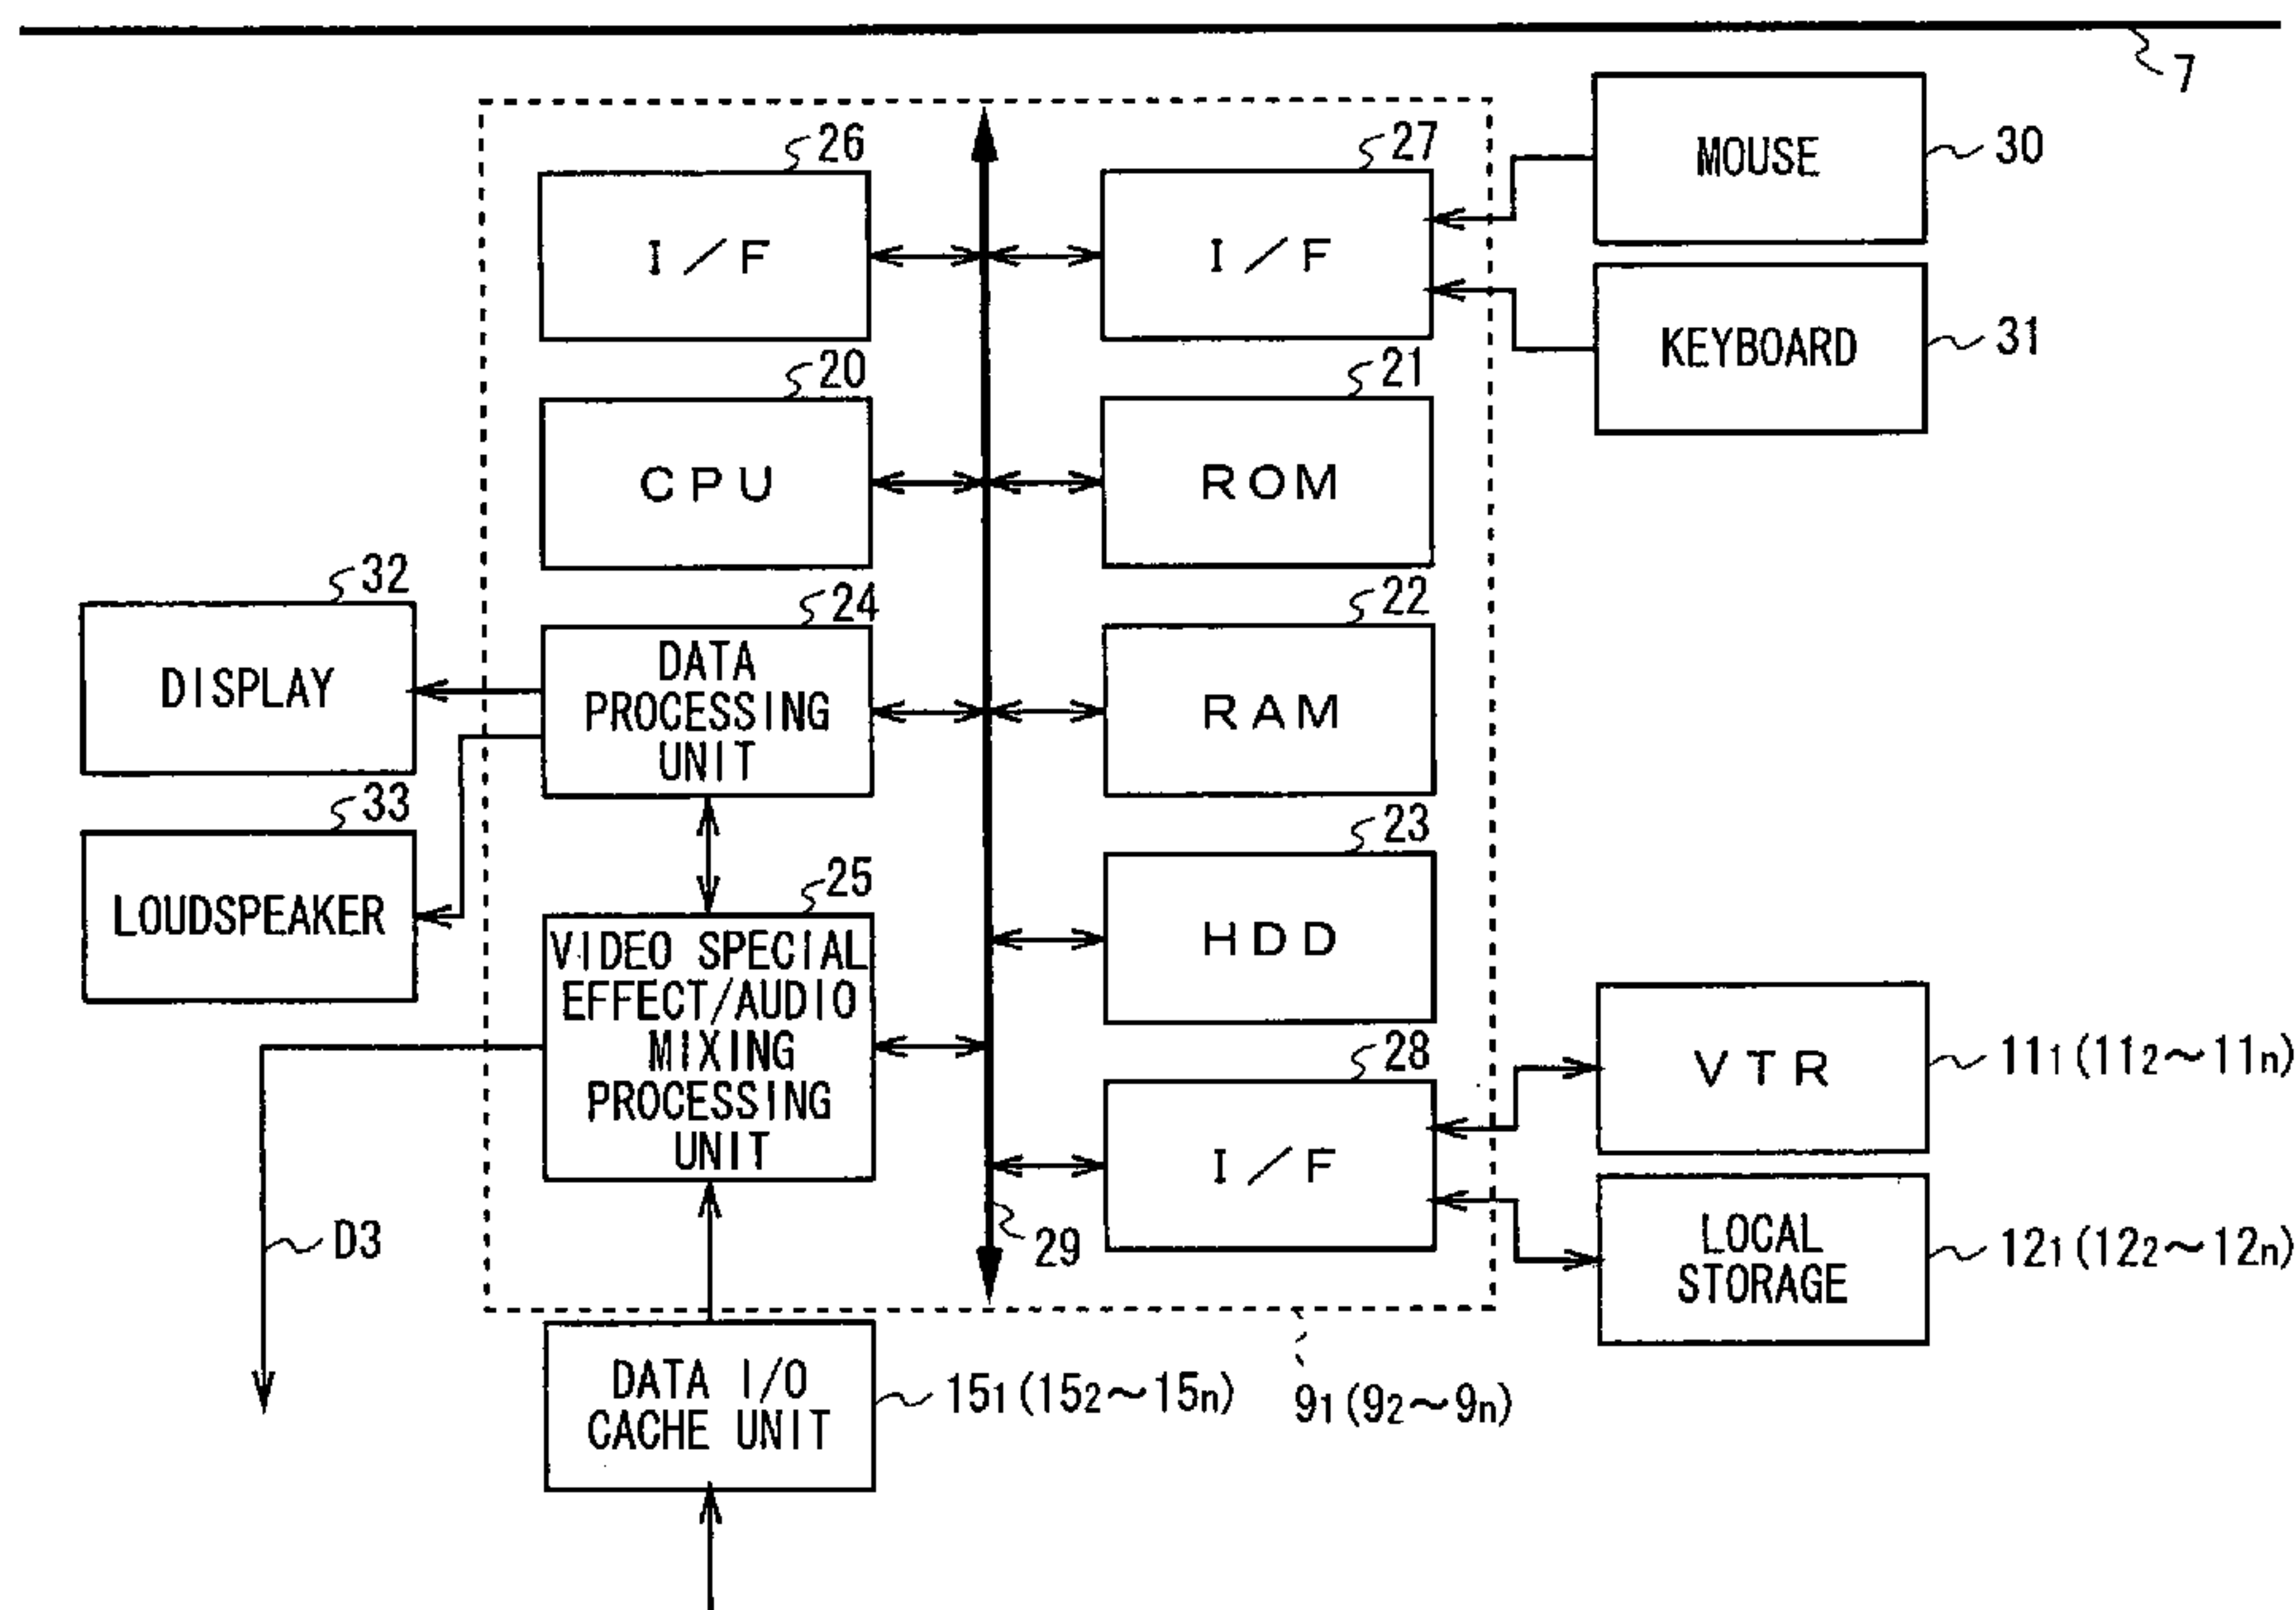 7
26
I／F
27
I／F
MOUSE
30
KEYBOARD
31
20
CPU
21
ROM
32
DISPLAY
24
DATA
PROCESSING
UNIT
22
RAM
33
LOUDSPEAKER
23
HDD
25
VIDEO SPECIAL
EFFECT/AUDIO
MIXING
PROCESSING
UNIT
28
I／F
VTR
11₁(11₂～11ₙ)
LOCAL
STORAGE
12₁(12₂～12ₙ)
D3
29
DATA I/O
CACHE UNIT
15₁(15₂～15ₙ)
9₁(9₂～9ₙ)